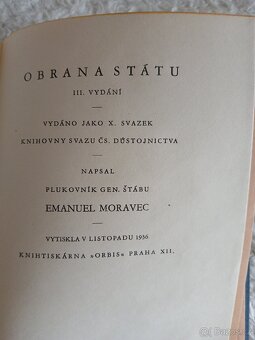 OBRANA STÁTU
III. VYDÁNÍ
VYDÁNO JAKO X. SVAZEK
KNIHOVNY SVAZU ČS. DŮSTOJNICTVA
NAPSAL
PLUKOVNÍK GEN. ŠTÁBU
EMANUEL MORAVEC
VYTISKLA V LISTOPADU 1936
KNIHTISKÁRNA »ORBIS« PRAHA XII.